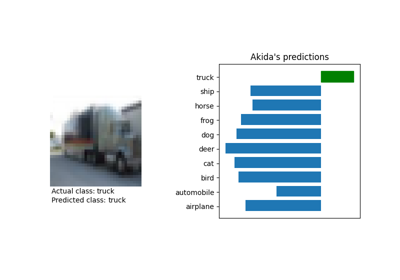 Akida's predictions
truck
ship
horse
frog
dog
deer
cat
bird
automobile
airplane
Actual class: truck
Predicted class: truck